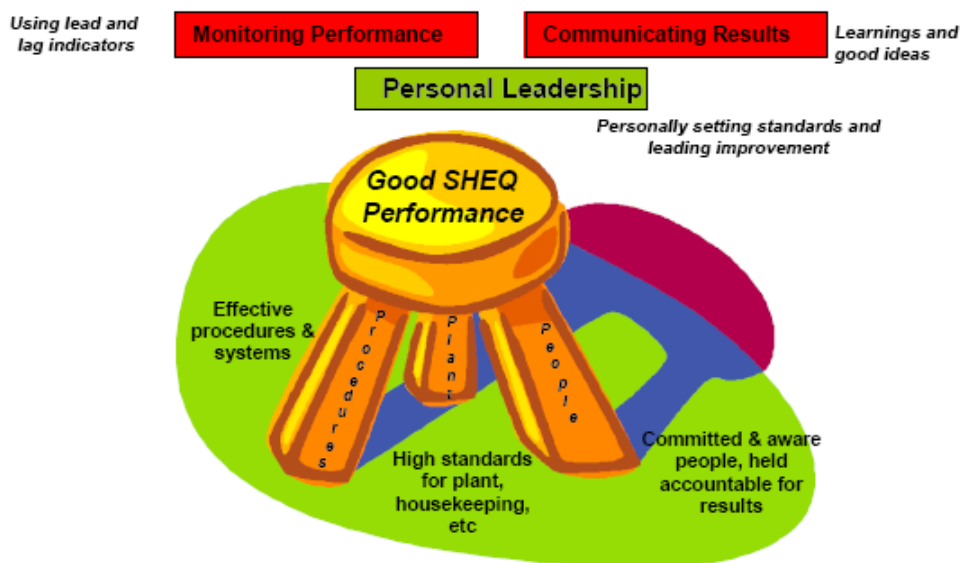 Using lead and
lag indicators
Monitoring Performance
Communicating Results
Learnings and
good ideas
Personal Leadership
Personally setting standards and
leading improvement
Good SHEQ
Performance
Effective
procedures &
systems
Procedures
Plant
People
High standards
for plant,
housekeeping,
etc
Committed & aware
people, held
accountable for
results